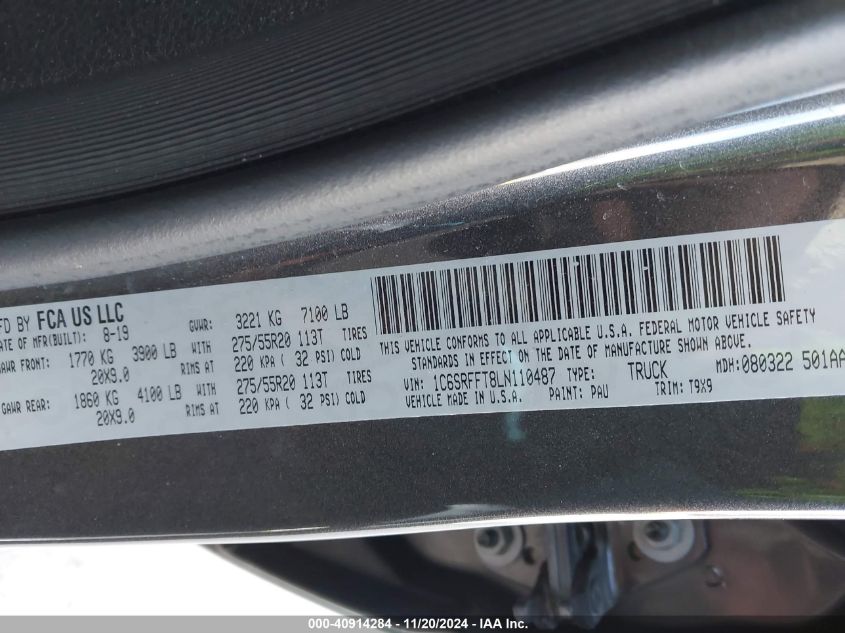 FD BY FCA US LLC
ATE OF MFR(BUILT): 8-19 GVWR: 3221 KG 7100 LB
GAWR FRONT: 1770 KG 3900 LB WITH 275/55R20 113T TIRES
20X9.0 RIMS AT 220 KPA ( 32 PSI) COLD
GAWR REAR: 1860 KG 4100 LB WITH 275/55R20 113T TIRES
20X9.0 RIMS AT 220 KPA ( 32 PSI) COLD
THIS VEHICLE CONFORMS TO ALL APPLICABLE U.S.A. FEDERAL MOTOR VEHICLE SAFETY
STANDARDS IN EFFECT ON THE DATE OF MANUFACTURE SHOWN ABOVE.
MDH:080322 501AA
VIN: 1C6SRFFT8LN110487 TYPE: TRUCK
VEHICLE MADE IN U.S.A. PAINT: PAU TRIM: T9X9
000-40914284 - 11/20/2024 - IAA Inc.